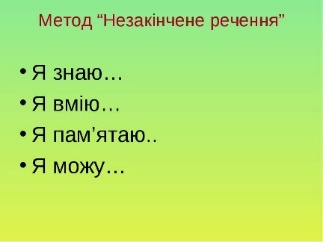 Метод “Незакінчене речення”
• Я знаю…
• Я вмію…
• Я пам’ятаю..
• Я можу…